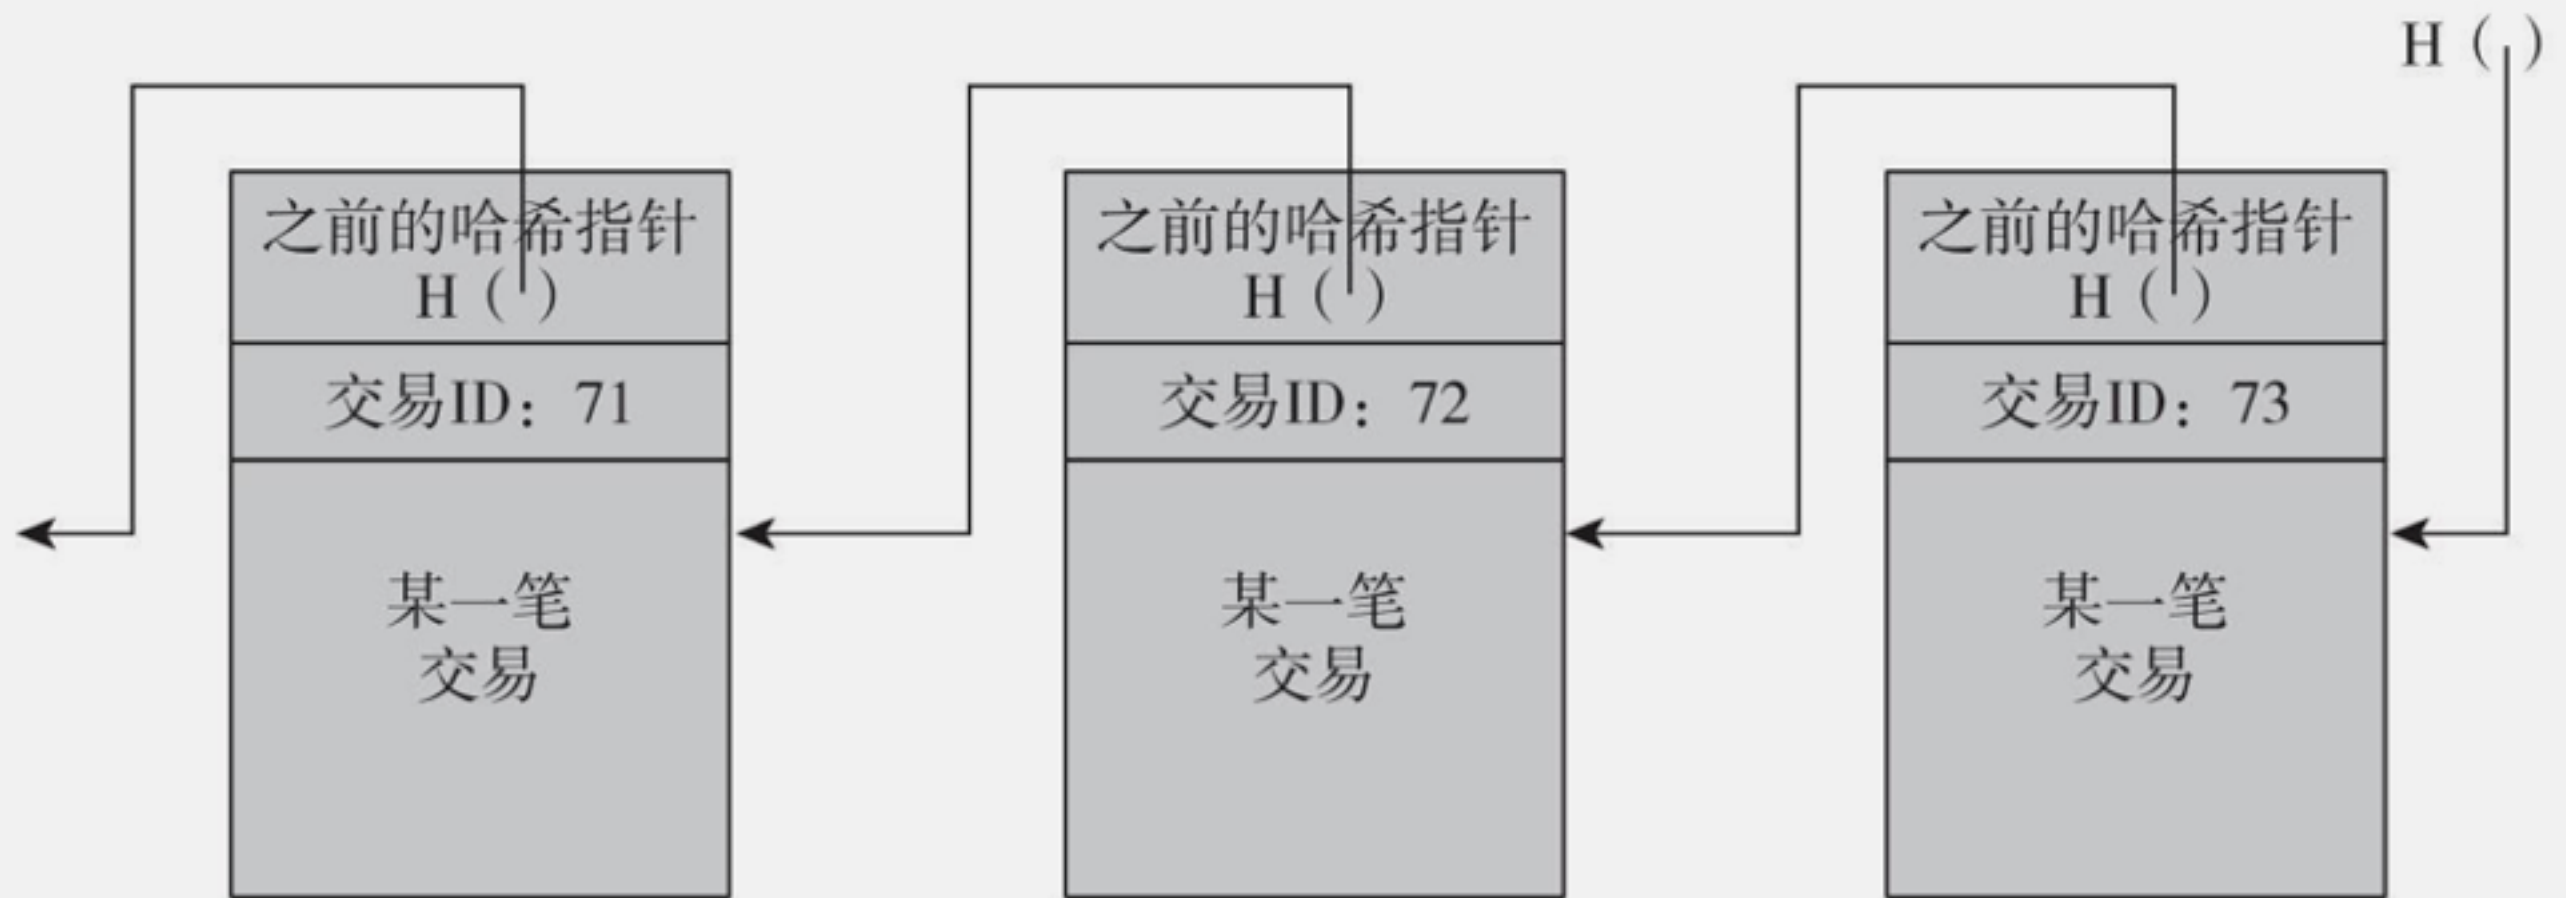 H（ ）
之前的哈希指针
H（ ）
交易ID：71
某一笔
交易
之前的哈希指针
H（ ）
交易ID：72
某一笔
交易
之前的哈希指针
H（ ）
交易ID：73
某一笔
交易